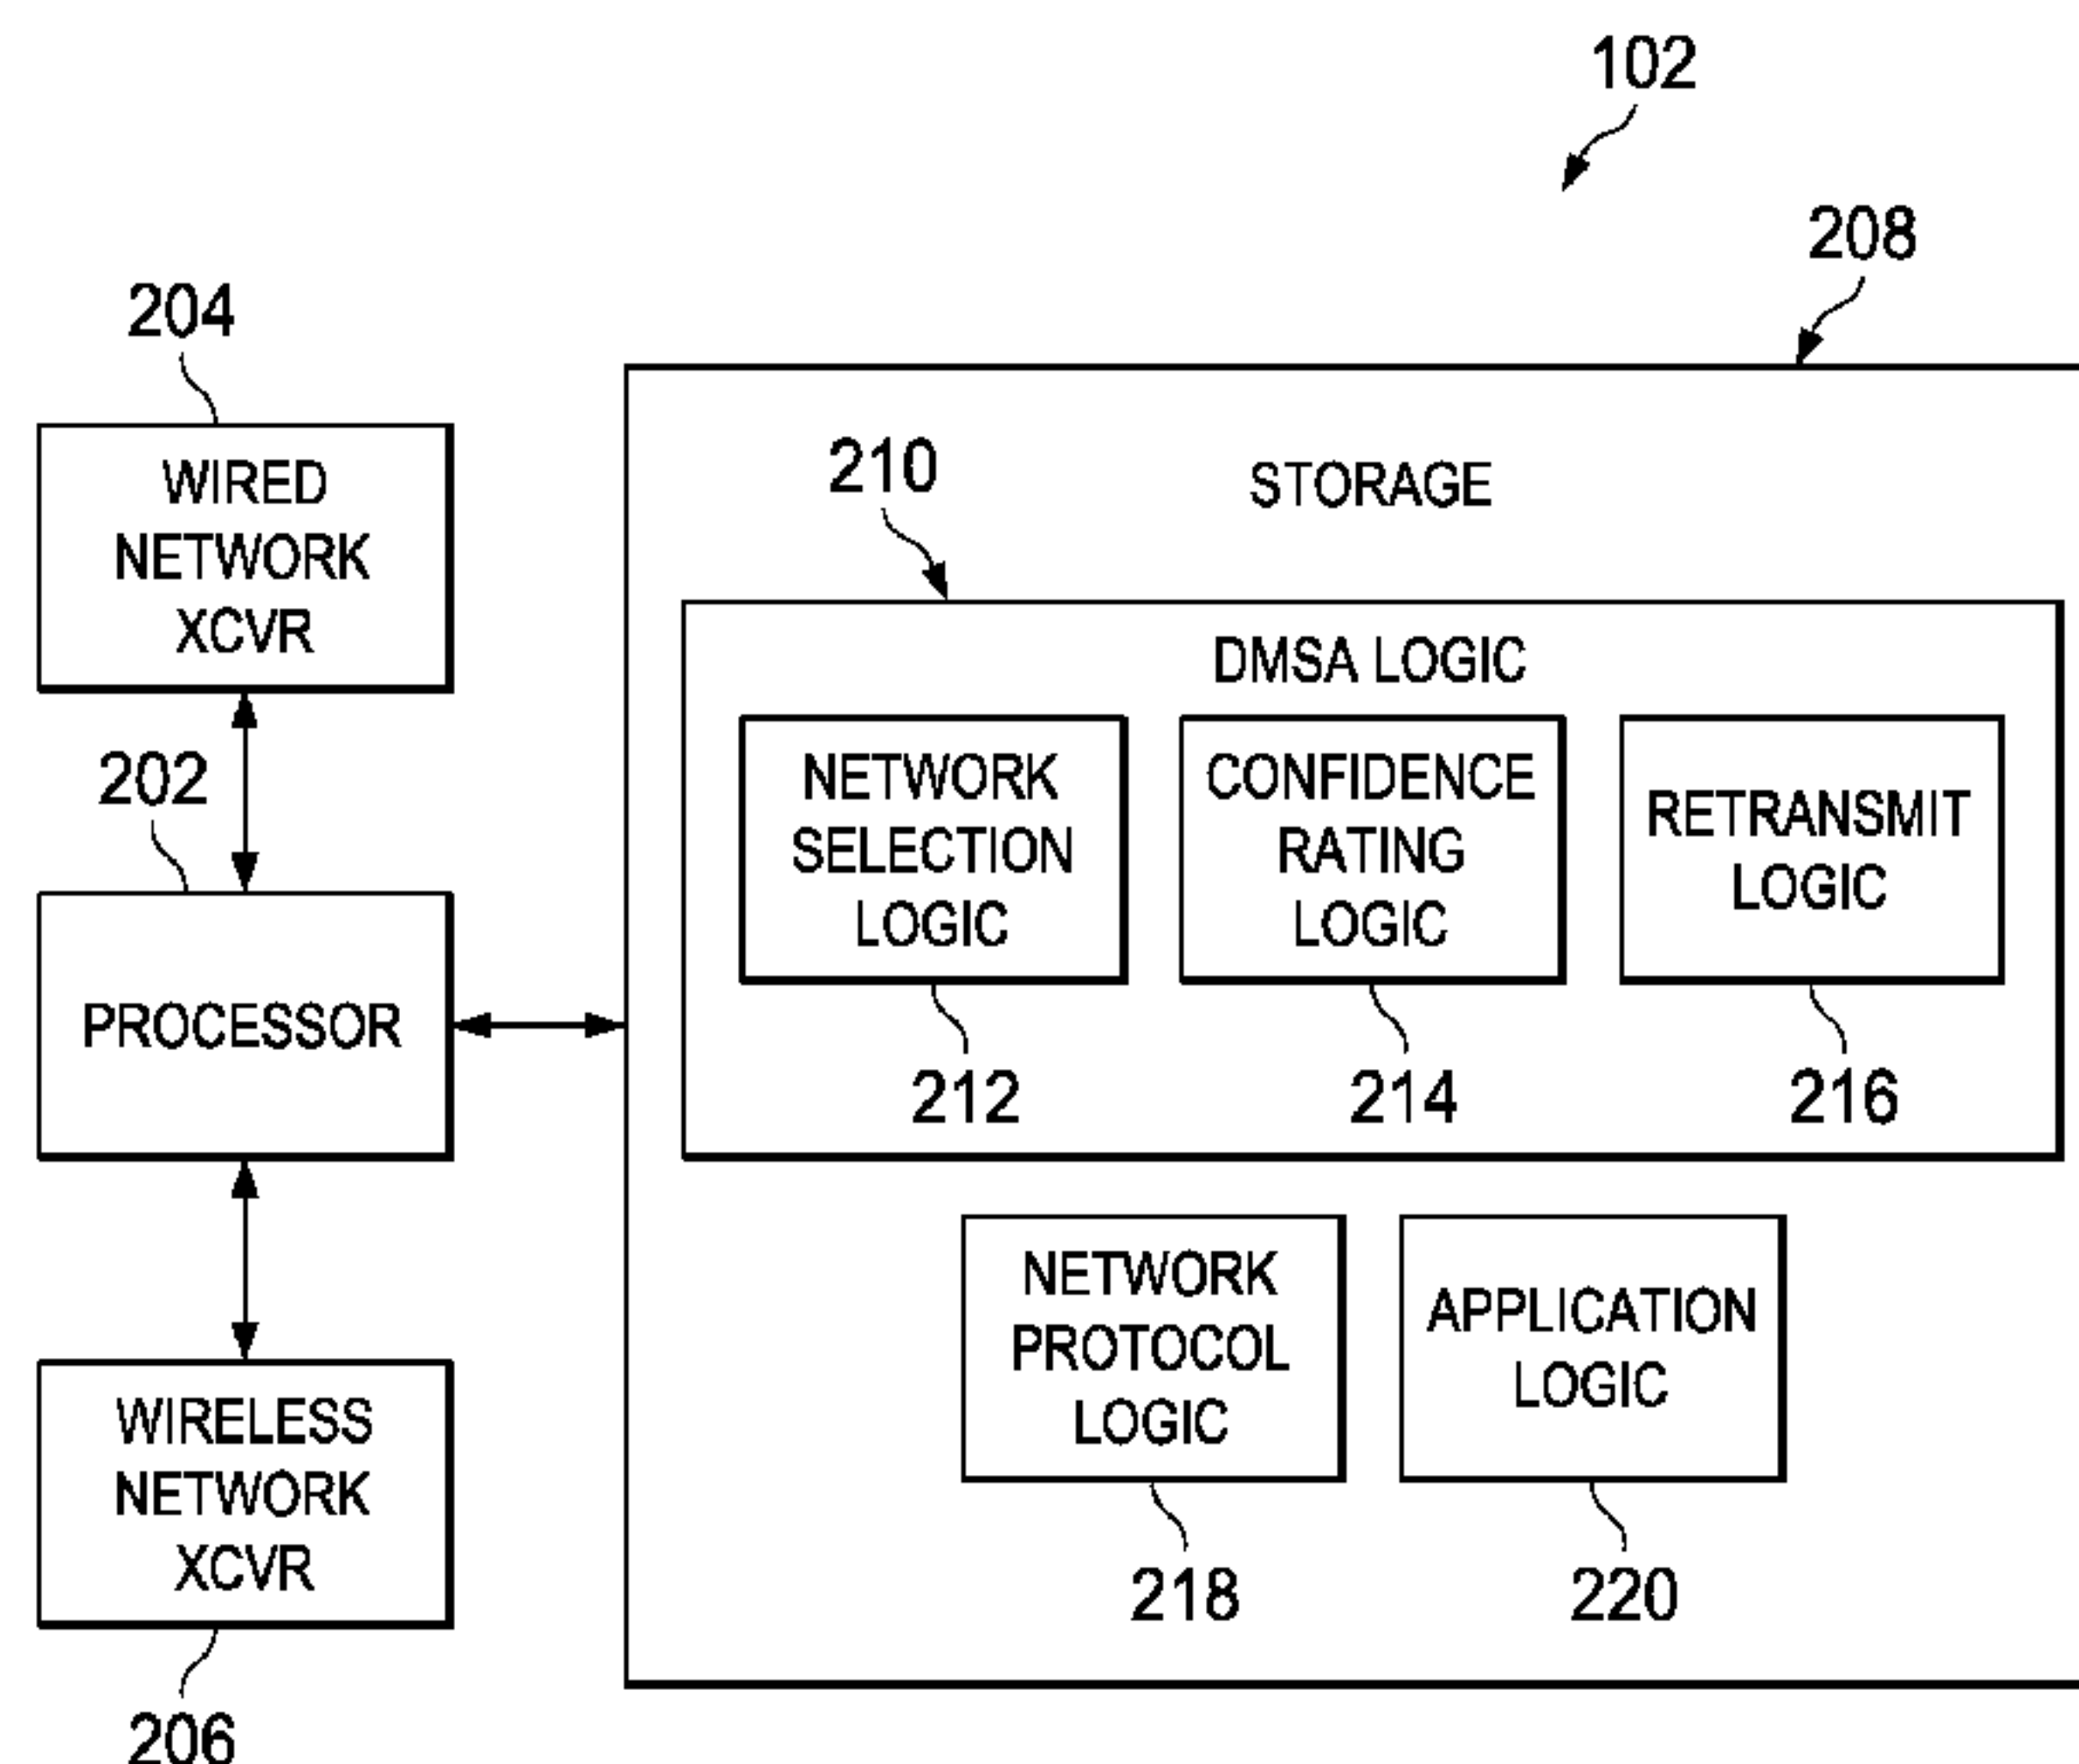 102
208
204
WIRED
NETWORK
XCVR
210
STORAGE
DMSA LOGIC
202
NETWORK
SELECTION
LOGIC
CONFIDENCE
RATING
LOGIC
RETRANSMIT
LOGIC
PROCESSOR
212
214
216
NETWORK
PROTOCOL
LOGIC
APPLICATION
LOGIC
WIRELESS
NETWORK
XCVR
218
220
206